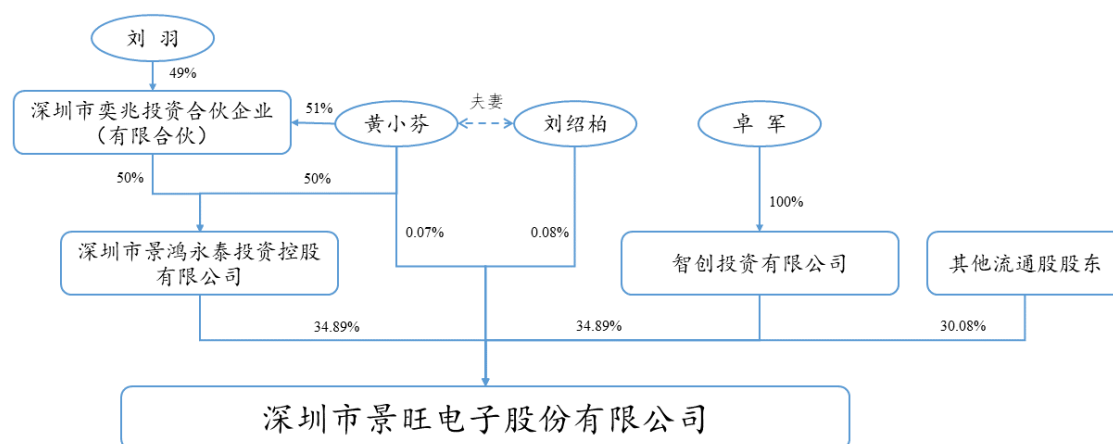 刘 羽
49%
深圳市奕兆投资合伙企业
（有限合伙）
51%
黄小芬
夫妻
刘绍柏
卓 军
50%
50%
100%
深圳市景鸿永泰投资控股
有限公司
0.07%
0.08%
智创投资有限公司
其他流通股股东
34.89%
34.89%
30.08%
深圳市景旺电子股份有限公司